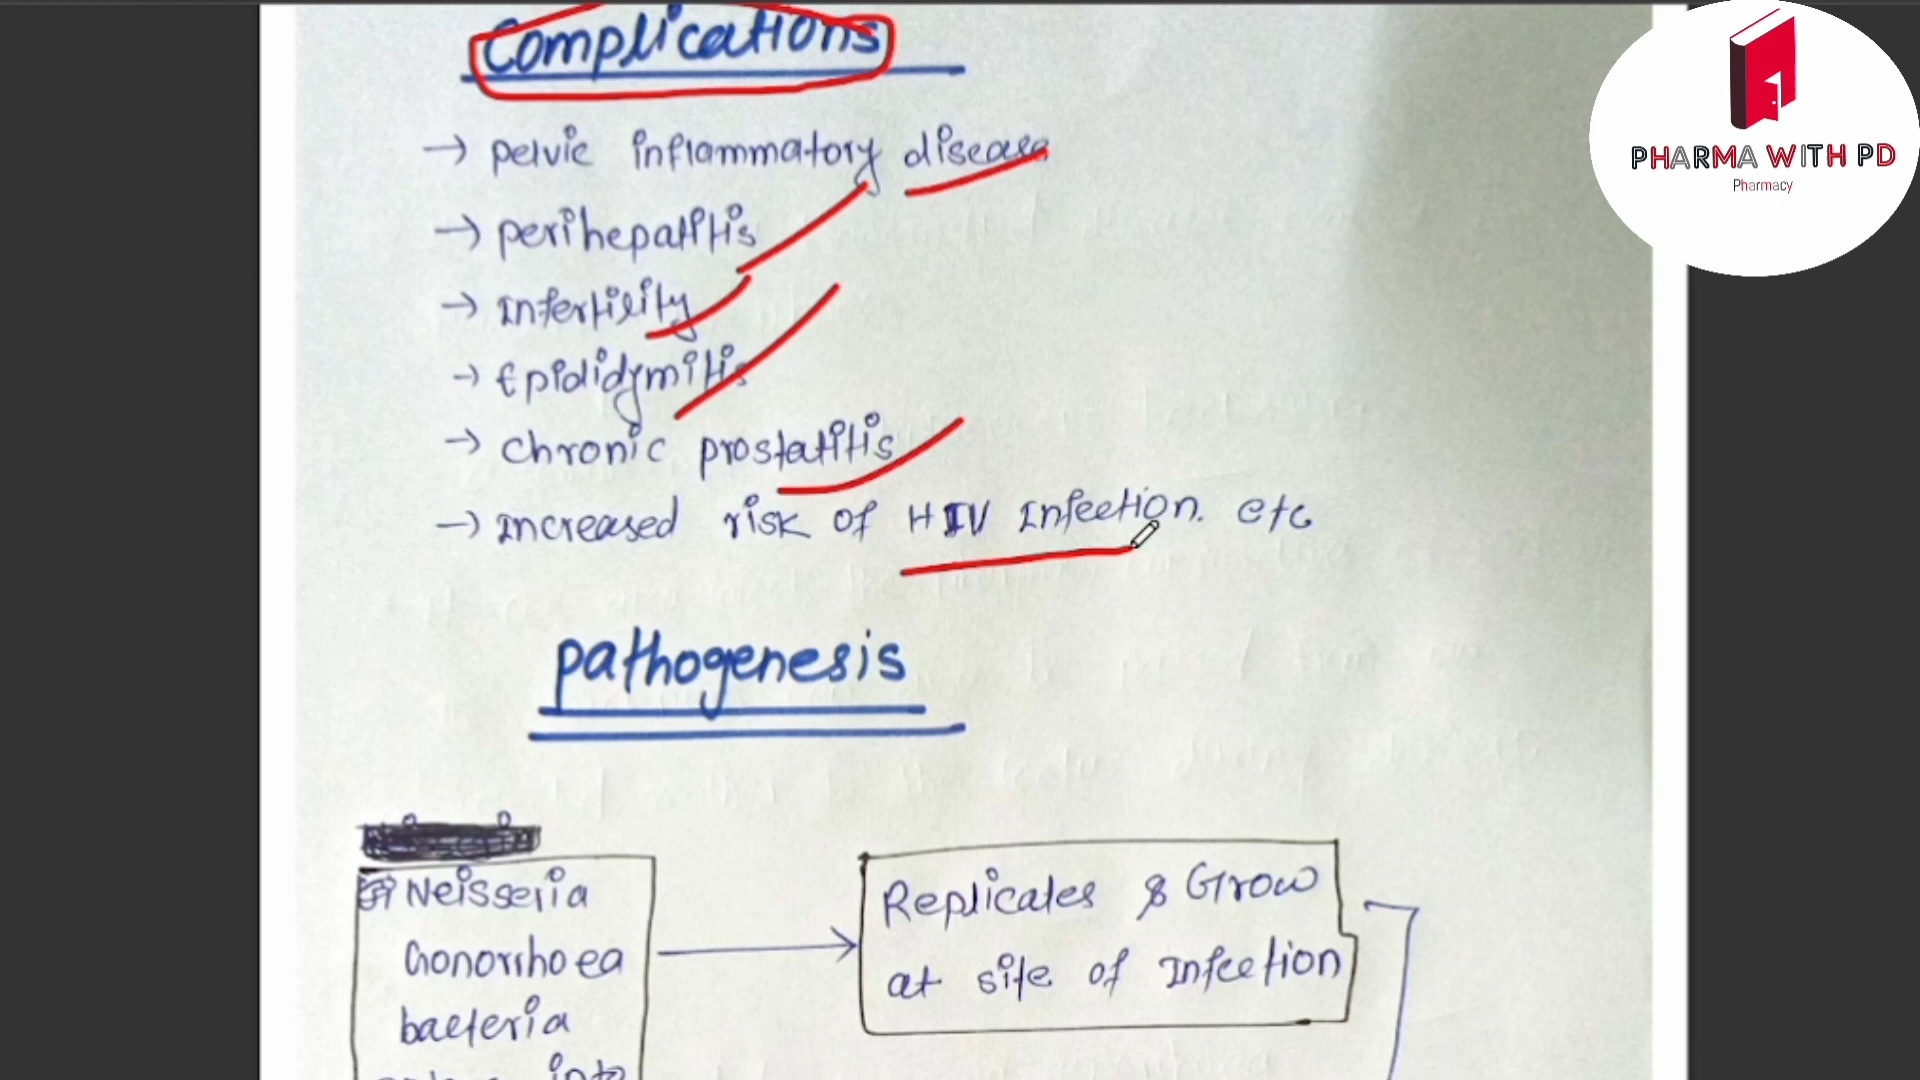 Complications
PHARMA WITH PD
Pharmacy
→ pelvic inflammatory disease
→ perihepatitis
→ Infertility
→ Epididymitis
→ chronic prostatitis
→ Increased risk of HIV Infection. etc
pathogenesis
Neisseria
Gonorrhoea
bacteria
into
Replicates & Grow
at site of Infection